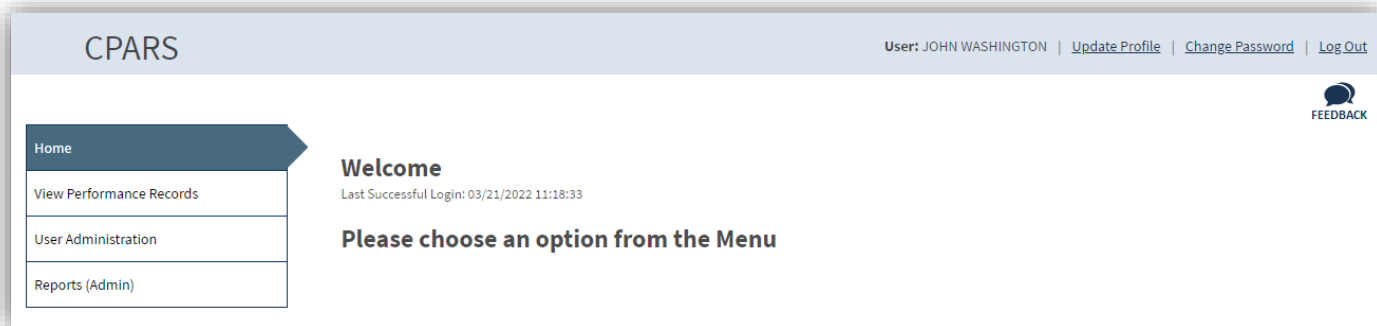 CPARS
User: JOHN WASHINGTON | Update Profile | Change Password | Log Out
FEEDBACK
Home
View Performance Records
User Administration
Reports (Admin)
Welcome
Last Successful Login: 03/21/2022 11:18:33
Please choose an option from the Menu